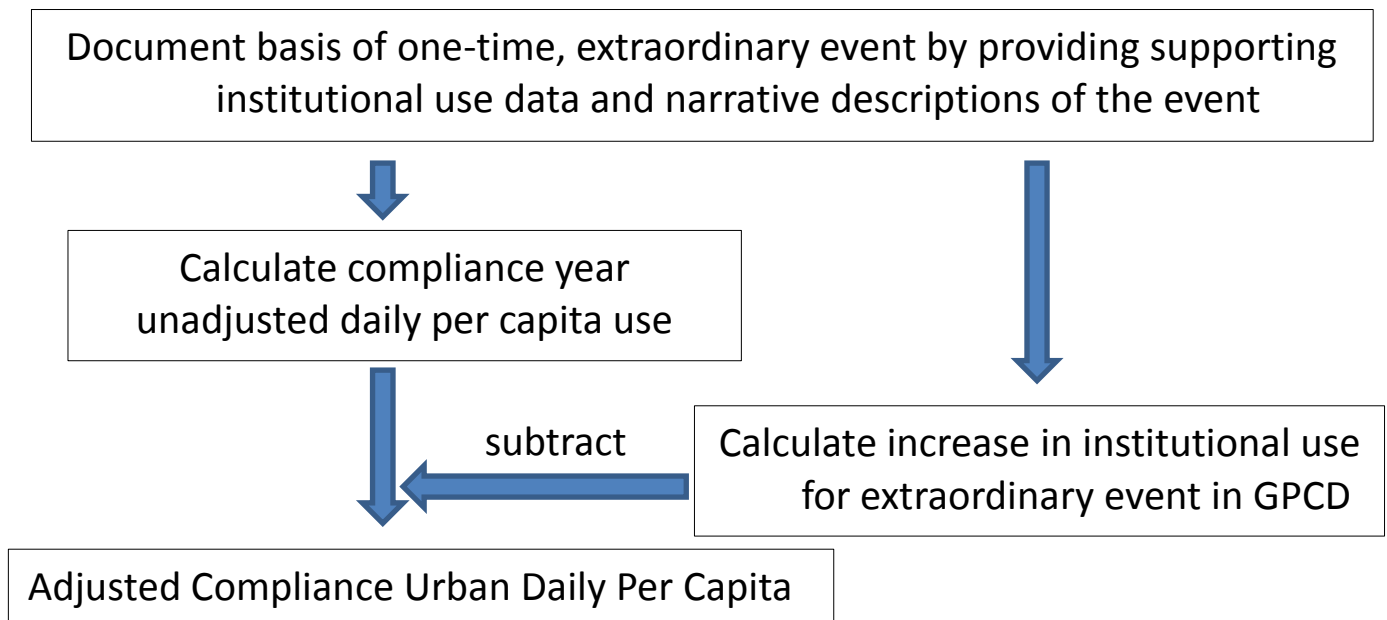 Document basis of one-time, extraordinary event by providing supporting
institutional use data and narrative descriptions of the event
Calculate compliance year
unadjusted daily per capita use
subtract
Calculate increase in institutional use
for extraordinary event in GPCD
Adjusted Compliance Urban Daily Per Capita